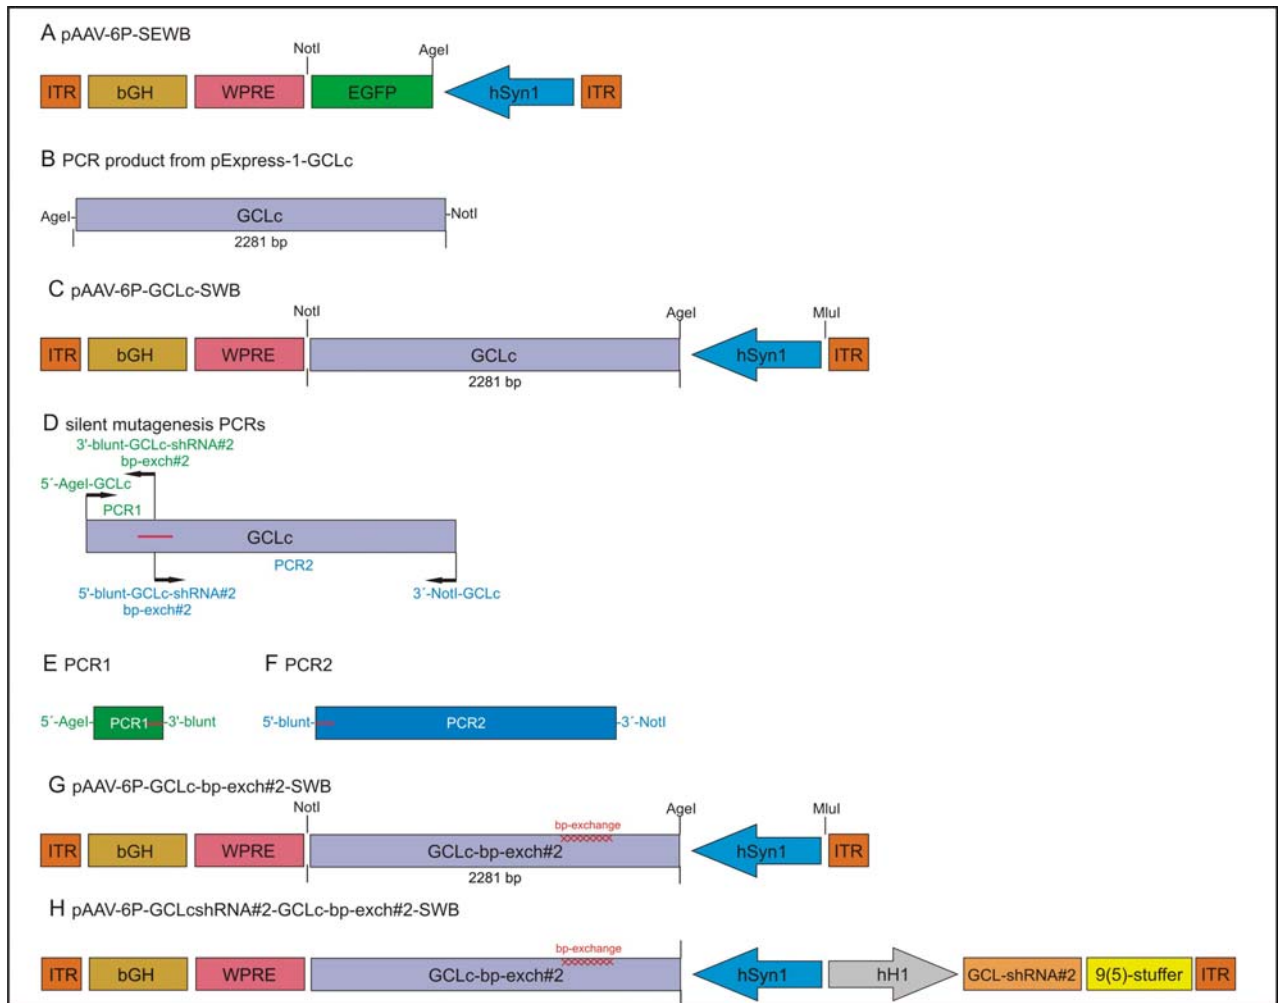 A pAAV-6P-SEWB
NotI AgeI
ITR bGH WPRE EGFP hSyn1 ITR
B PCR product from pExpress-1-GCLc
AgeI- GCLc -NotI
2281 bp
C pAAV-6P-GCLc-SWB
NotI AgeI MluI
ITR bGH WPRE GCLc hSyn1 ITR
2281 bp
D silent mutagenesis PCRs
3'-blunt-GCLc-shRNA#2
bp-exch#2
5´-AgeI-GCLc
PCR1
GCLc
PCR2
5'-blunt-GCLc-shRNA#2 3´-NotI-GCLc
bp-exch#2
E PCR1 F PCR2
5´-AgeI- PCR1 -3'-blunt 5'-blunt- PCR2 -3´-NotI
G pAAV-6P-GCLc-bp-exch#2-SWB
NotI AgeI MluI
bp-exchange
xxxxxxxx
ITR bGH WPRE GCLc-bp-exch#2 hSyn1 ITR
2281 bp
H pAAV-6P-GCLcshRNA#2-GCLc-bp-exch#2-SWB
bp-exchange
xxxxxxxx
ITR bGH WPRE GCLc-bp-exch#2 hSyn1 hH1 GCL-shRNA#2 9(5)-stuffer ITR